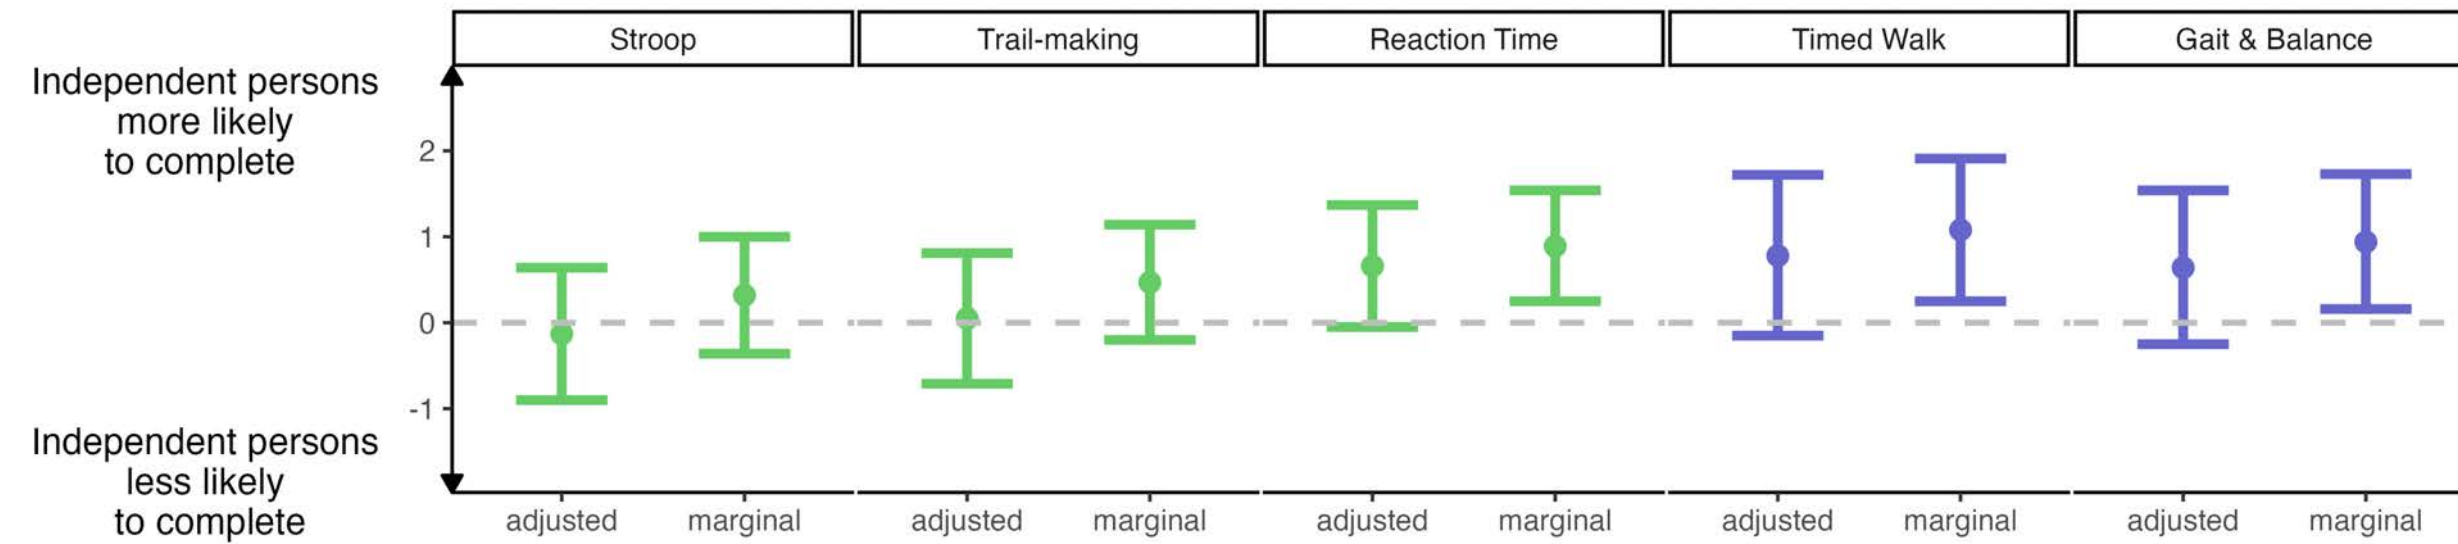 Stroop
Trail-making
Reaction Time
Timed Walk
Gait & Balance
Independent persons
more likely
to complete
2
1
0
-1
Independent persons
less likely
to complete
adjusted
marginal
adjusted
marginal
adjusted
marginal
adjusted
marginal
adjusted
marginal